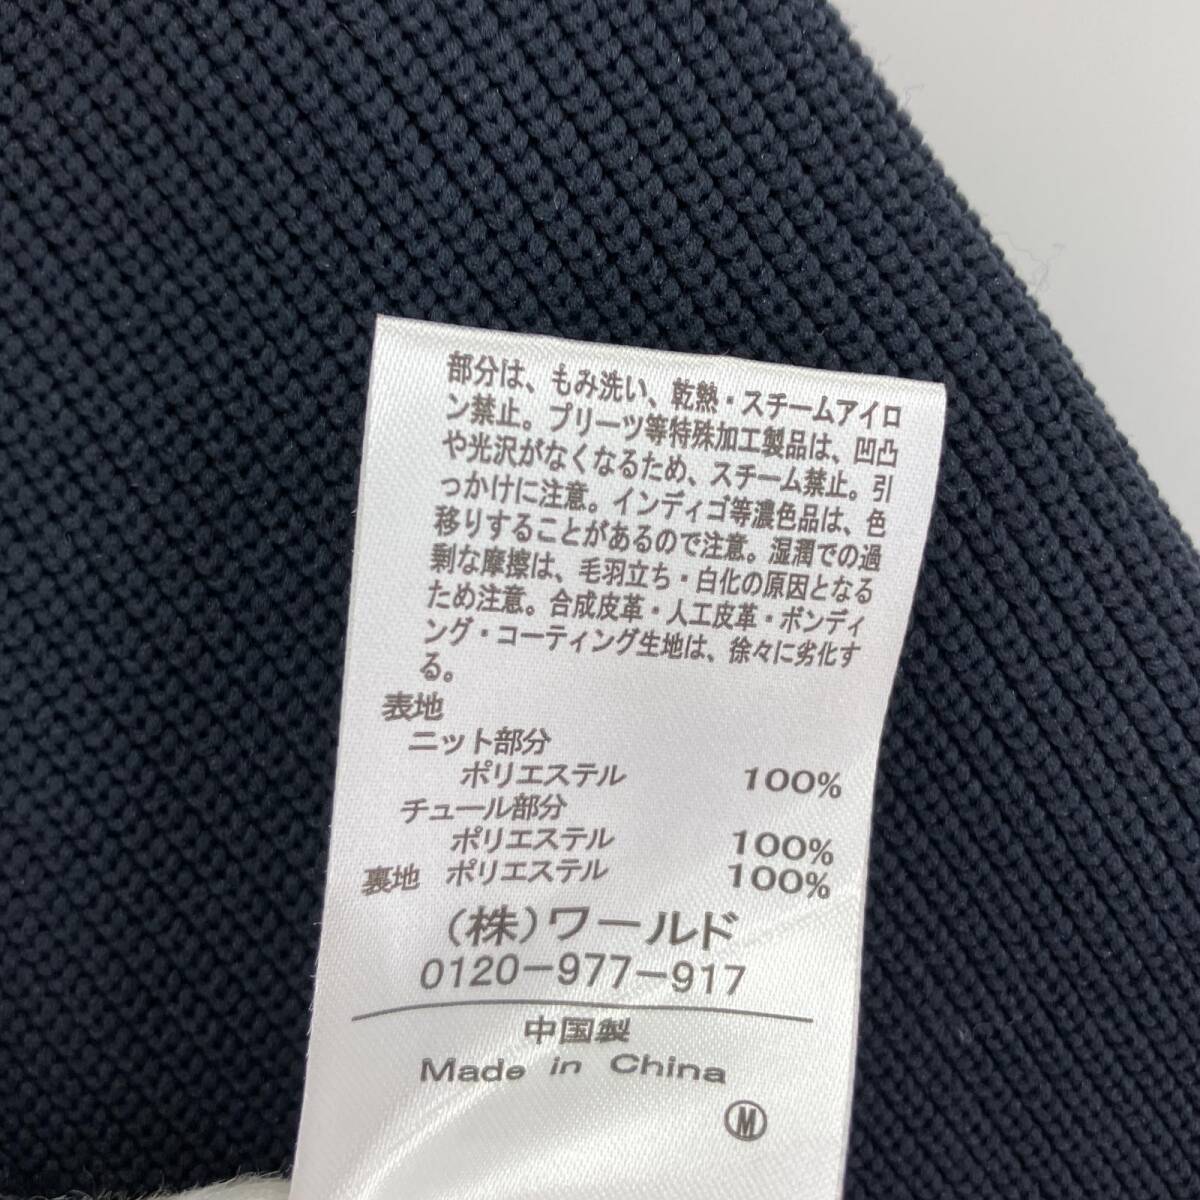 部分は、もみ洗い、乾熱・スチームアイロ
ン禁止。プリーツ等特殊加工製品は、凹凸
や光沢がなくなるため、スチーム禁止。引
っかけに注意。インディゴ等濃色品は、色
移りすることがあるので注意。湿潤での過
剰な摩擦は、毛羽立ち・白化の原因となる
ため注意。合成皮革・人工皮革・ボンディ
ング・コーティング生地は、徐々に劣化す
る。
表地
ニット部分
ポリエステル 100%
チュール部分
ポリエステル 100%
裏地 ポリエステル 100%
(株)ワールド
0120-977-917
中国製
Made in China
Ⓜ